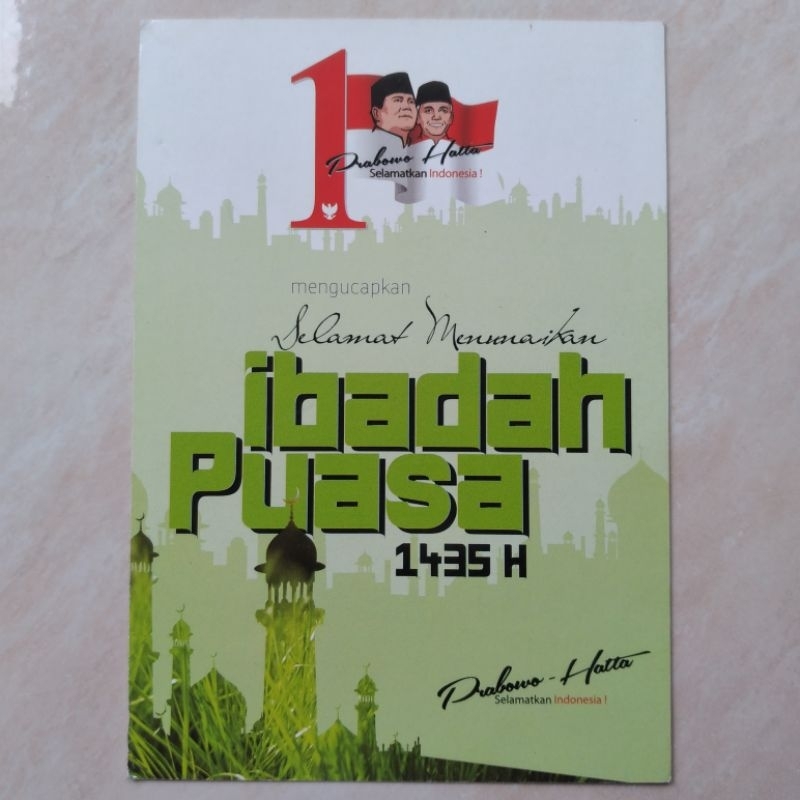 1
Prabowo Hatta
Selamatkan Indonesia !
mengucapkan
Selamat Menunaikan
ibadah
Puasa
1435 H
Prabowo - Hatta
Selamatkan Indonesia !